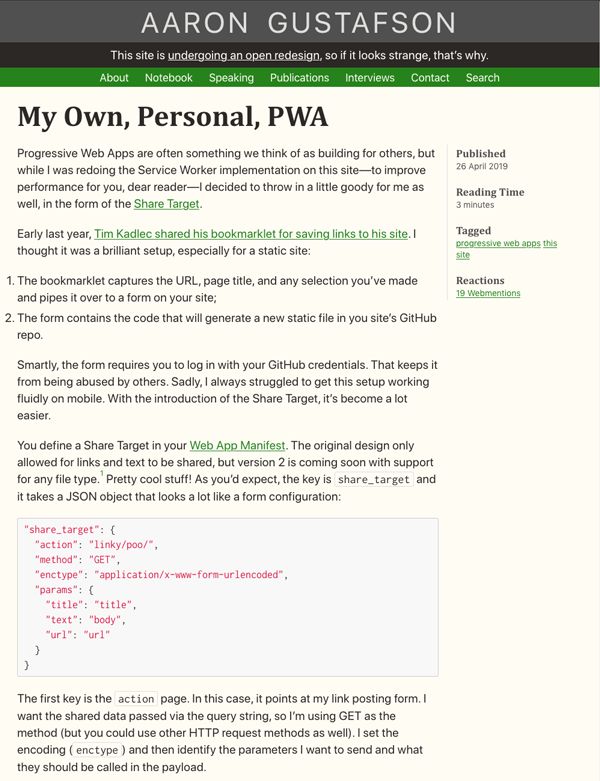 AARON GUSTAFSON
This site is undergoing an open redesign, so if it looks strange, that's why.
About Notebook Speaking Publications Interviews Contact Search
My Own, Personal, PWA
Progressive Web Apps are often something we think of as building for others, but
while I was redoing the Service Worker implementation on this site—to improve
performance for you, dear reader—I decided to throw in a little goody for me as
well, in the form of the Share Target.
Early last year, Tim Kadlec shared his bookmarklet for saving links to his site. I
thought it was a brilliant setup, especially for a static site:
1. The bookmarklet captures the URL, page title, and any selection you've made
and pipes it over to a form on your site;
2. The form contains the code that will generate a new static file in you site's GitHub
repo.
Smartly, the form requires you to log in with your GitHub credentials. That keeps it
from being abused by others. Sadly, I always struggled to get this setup working
fluidly on mobile. With the introduction of the Share Target, it's become a lot
easier.
You define a Share Target in your Web App Manifest. The original design only
allowed for links and text to be shared, but version 2 is coming soon with support
for any file type.1 Pretty cool stuff! As you'd expect, the key is share_target and
it takes a JSON object that looks a lot like a form configuration:
"share_target": {
"action": "linky/poo/",
"method": "GET",
"enctype": "application/x-www-form-urlencoded",
"params": {
"title": "title",
"text": "body",
"url": "url"
}
}
The first key is the action page. In this case, it points at my link posting form. I
want the shared data passed via the query string, so I'm using GET as the
method (but you could use other HTTP request methods as well). I set the
encoding ( enctype ) and then identify the parameters I want to send and what
they should be called in the payload.
Published
26 April 2019
Reading Time
3 minutes
Tagged
progressive web apps this
site
Reactions
19 Webmentions